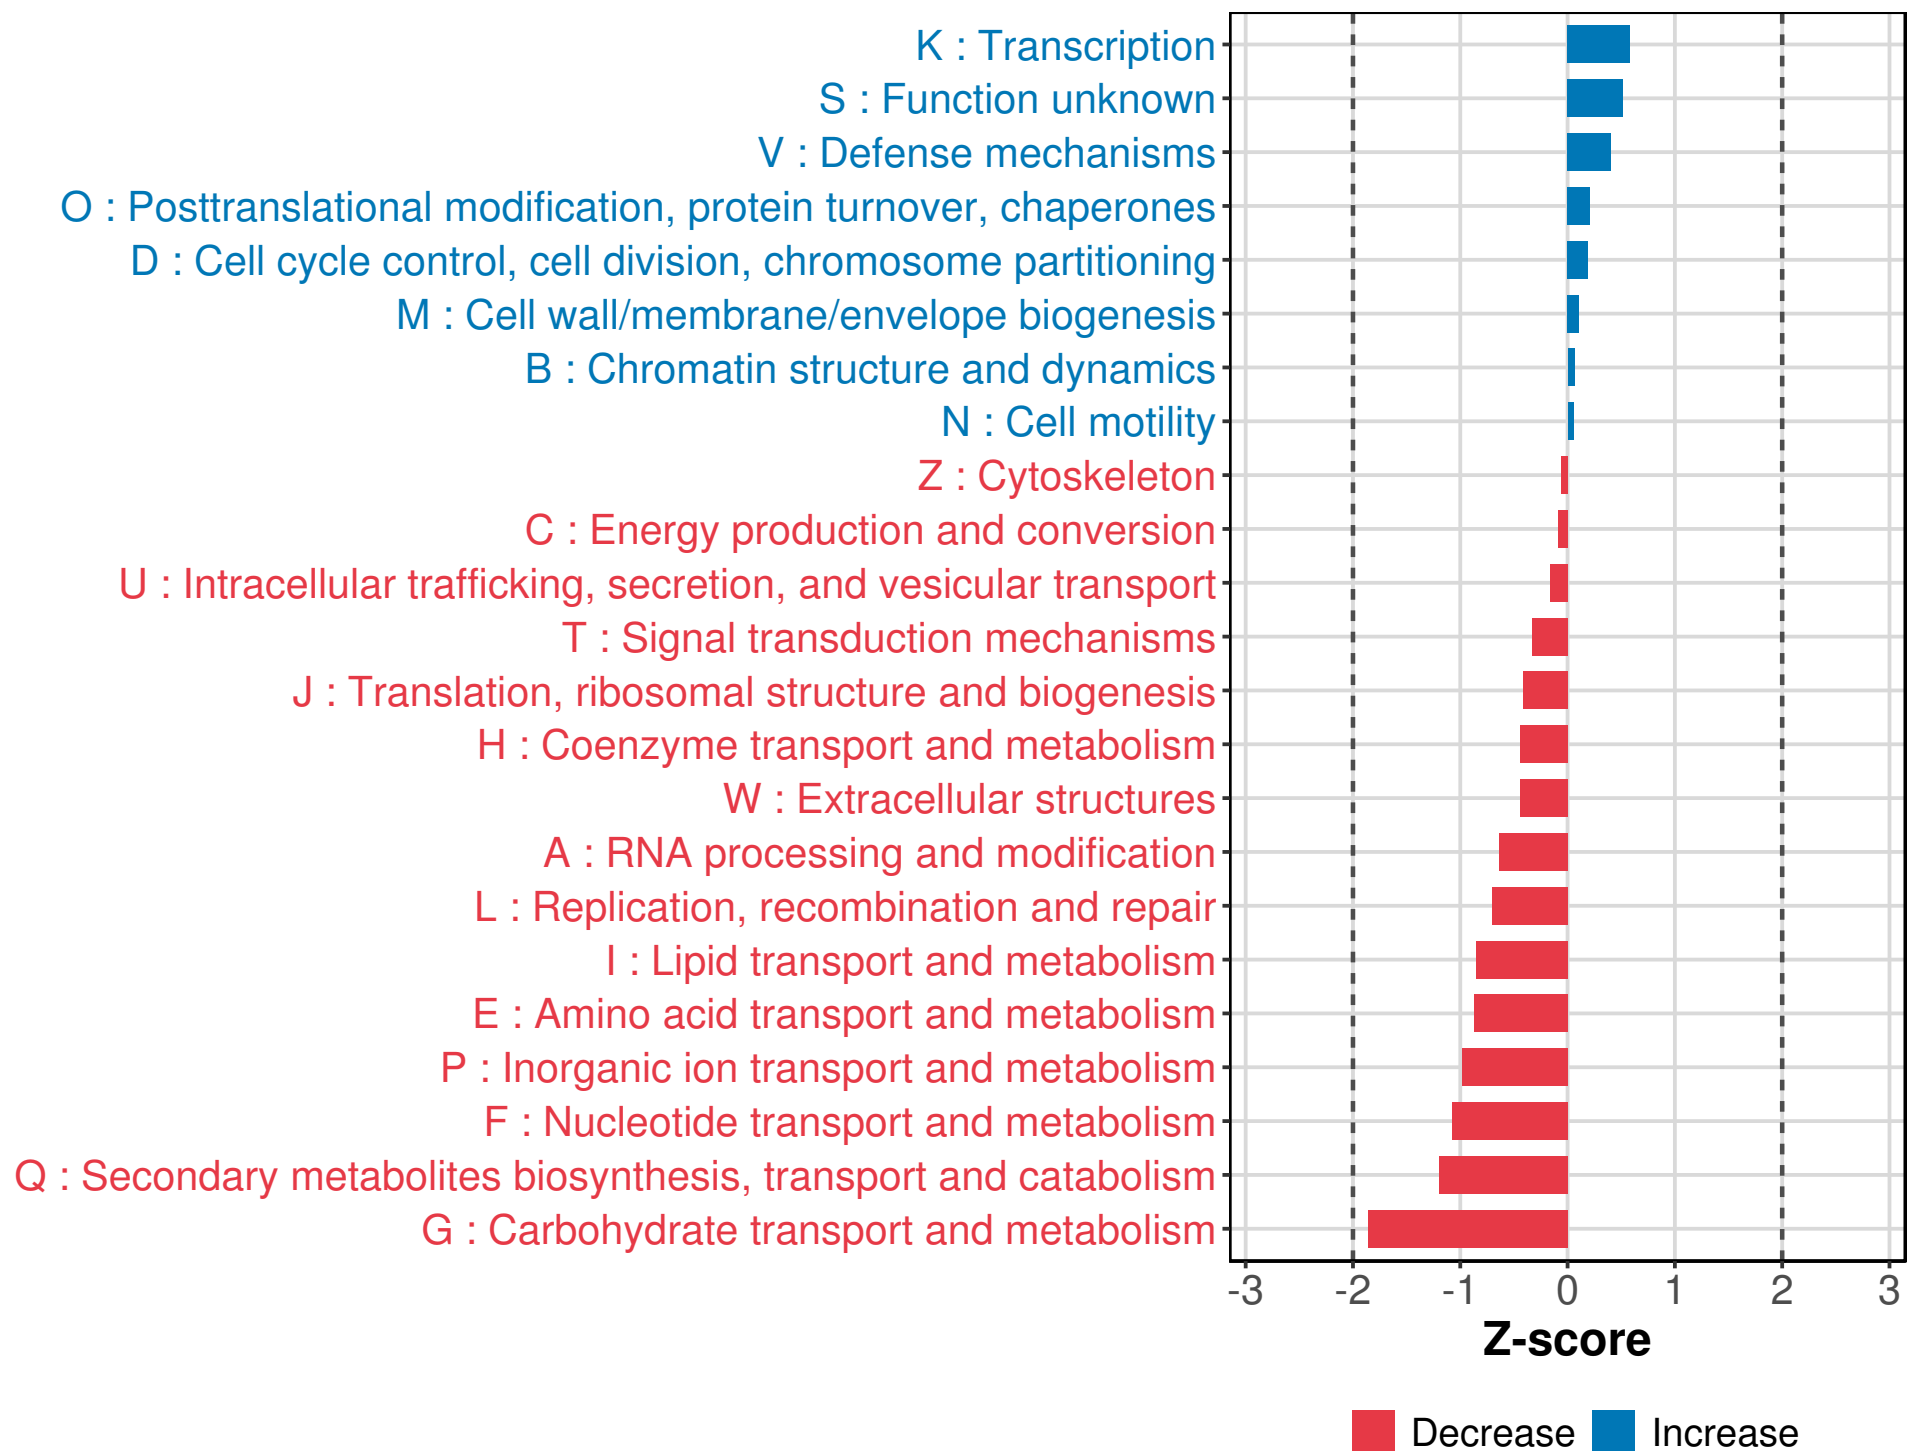 K : Transcription
S : Function unknown
V : Defense mechanisms
O : Posttranslational modification, protein turnover, chaperones
D : Cell cycle control, cell division, chromosome partitioning
M : Cell wall/membrane/envelope biogenesis
B : Chromatin structure and dynamics
N : Cell motility
Z : Cytoskeleton
C : Energy production and conversion
U : Intracellular trafficking, secretion, and vesicular transport
T : Signal transduction mechanisms
J : Translation, ribosomal structure and biogenesis
H : Coenzyme transport and metabolism
W : Extracellular structures
A : RNA processing and modification
L : Replication, recombination and repair
I : Lipid transport and metabolism
E : Amino acid transport and metabolism
P : Inorganic ion transport and metabolism
F : Nucleotide transport and metabolism
Q : Secondary metabolites biosynthesis, transport and catabolism
G : Carbohydrate transport and metabolism
-3 -2 -1 0 1 2 3
Z-score
Decrease Increase